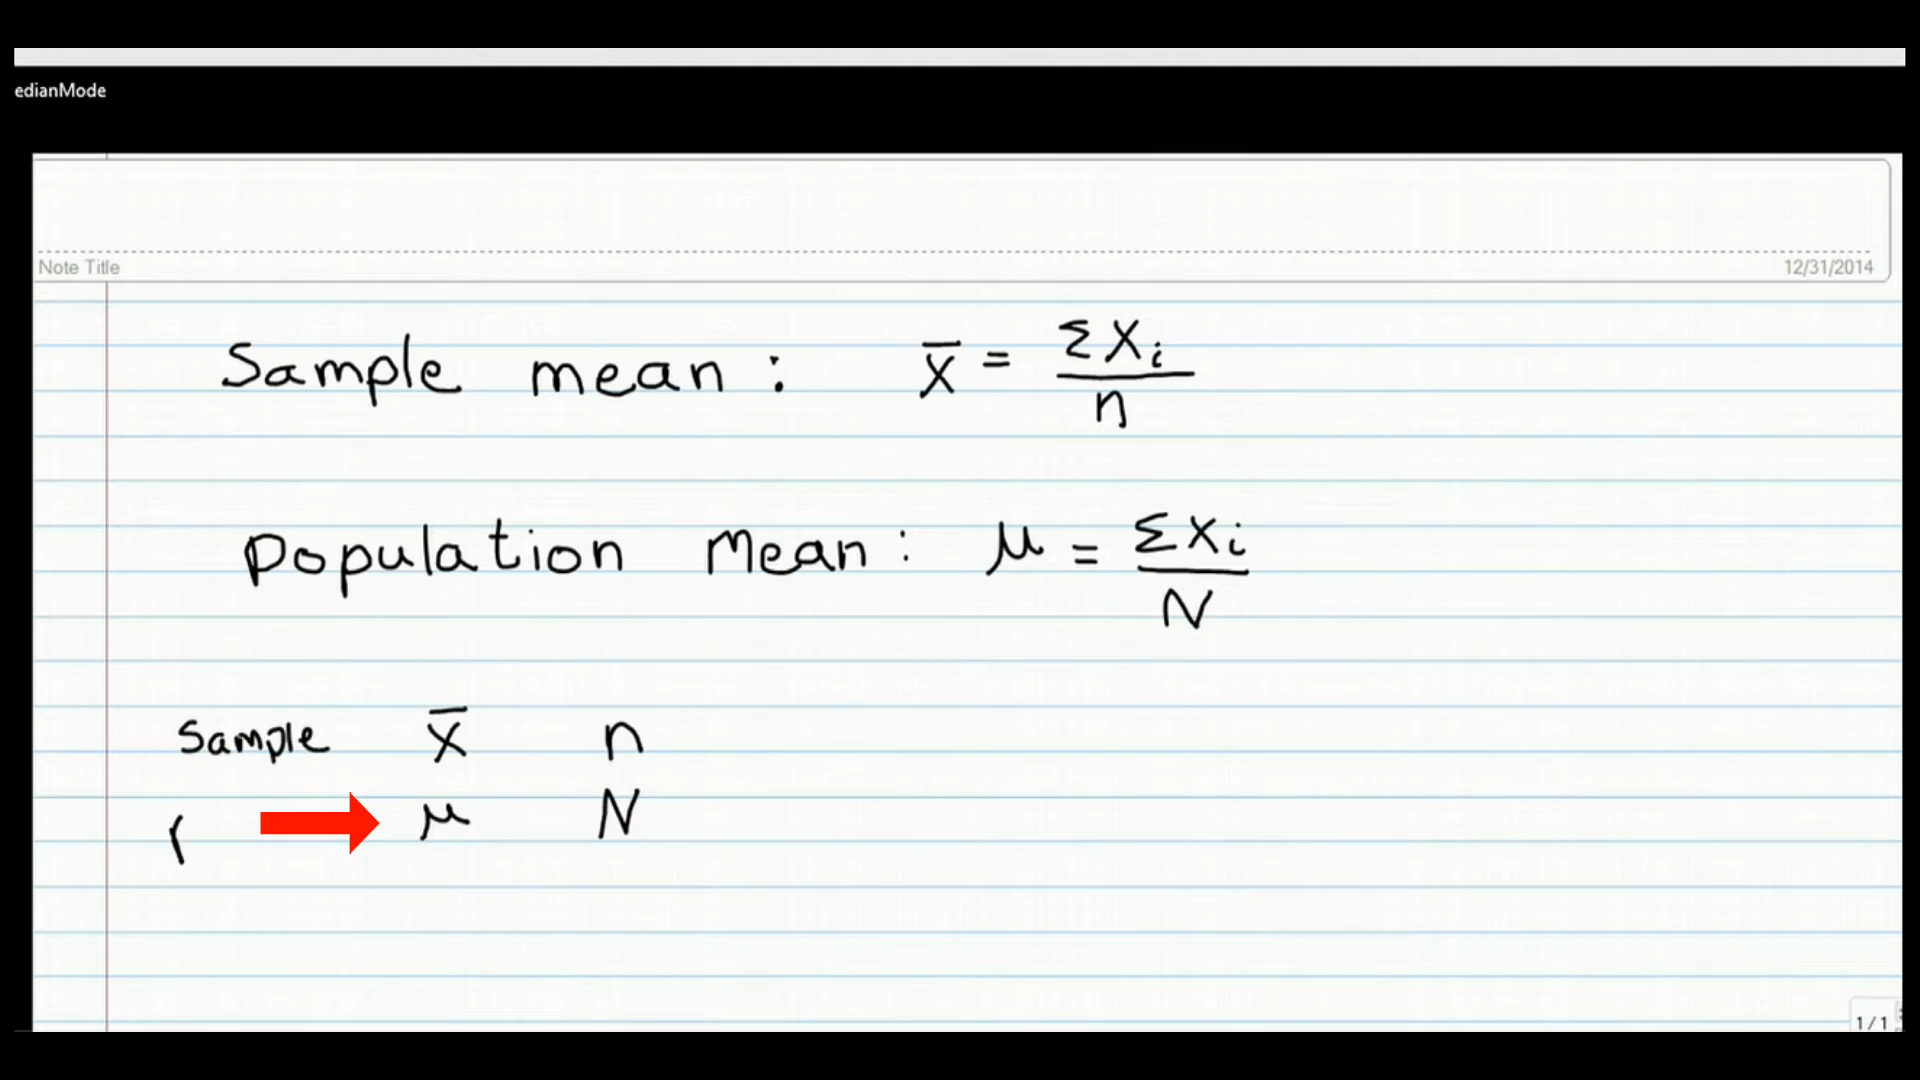 edianMode
Note Title
12/31/2014
Sample mean : x̄ = Σxᵢ / n
Population Mean : μ = Σxᵢ / N
Sample x̄ n
μ N
1 / 1